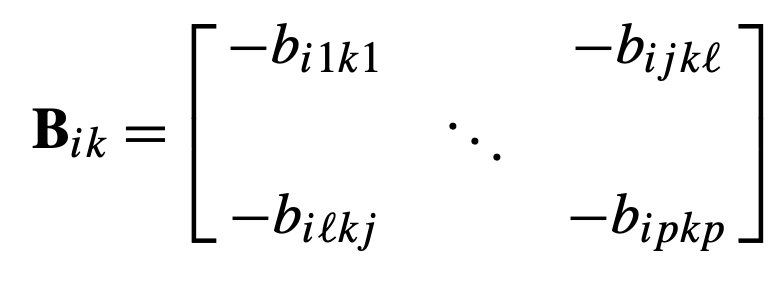 −b_{i1k1} −b_{ijkℓ}
𝐁_{ik} = [ ⋱ ]
−b_{iℓkj} −b_{ipkp}